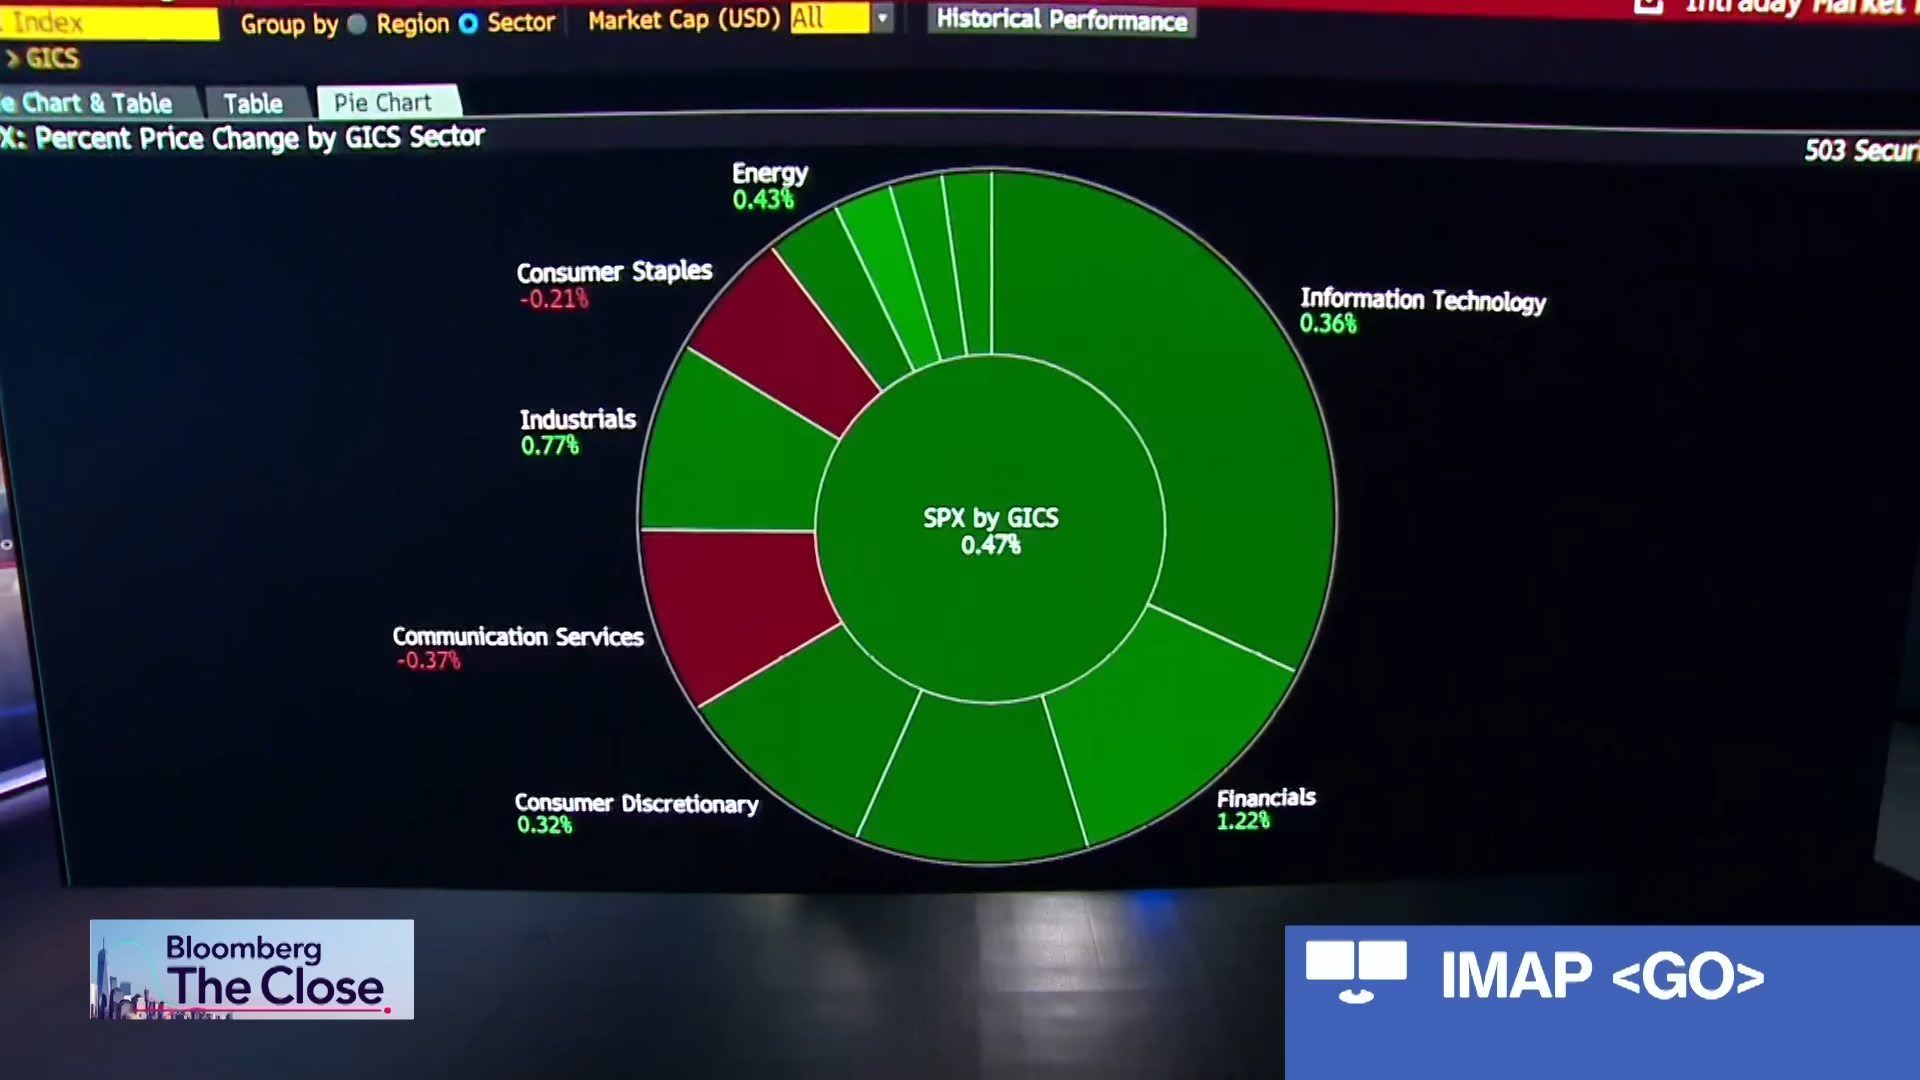 Index
Group by Region Sector
Market Cap (USD) All
Historical Performance
Intraday Market
> GICS
e Chart & Table
Table
Pie Chart
X: Percent Price Change by GICS Sector
503 Securi
Energy
0.43%
Consumer Staples
-0.21%
Information Technology
0.36%
Industrials
0.77%
SPX by GICS
0.47%
Communication Services
-0.37%
Consumer Discretionary
0.32%
Financials
1.22%
Bloomberg
The Close
IMAP <GO>